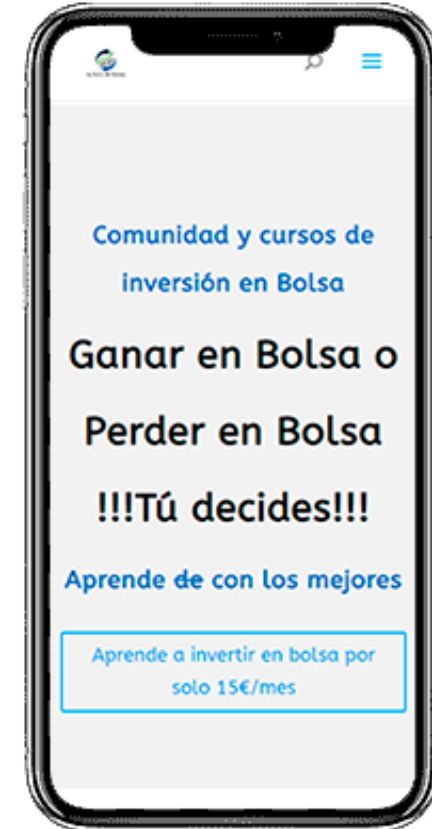 Comunidad y cursos de
inversión en Bolsa
Ganar en Bolsa o
Perder en Bolsa
!!!Tú decides!!!
Aprende de con los mejores
Aprende a invertir en bolsa por
solo 15€/mes